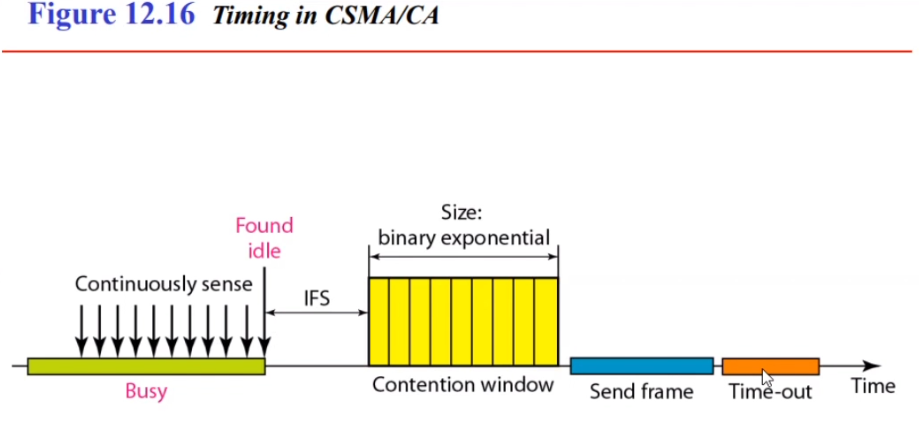 Figure 12.16 Timing in CSMA/CA
Size:
binary exponential
Found
idle
Continuously sense
IFS
Busy
Contention window
Send frame
Time-out
Time